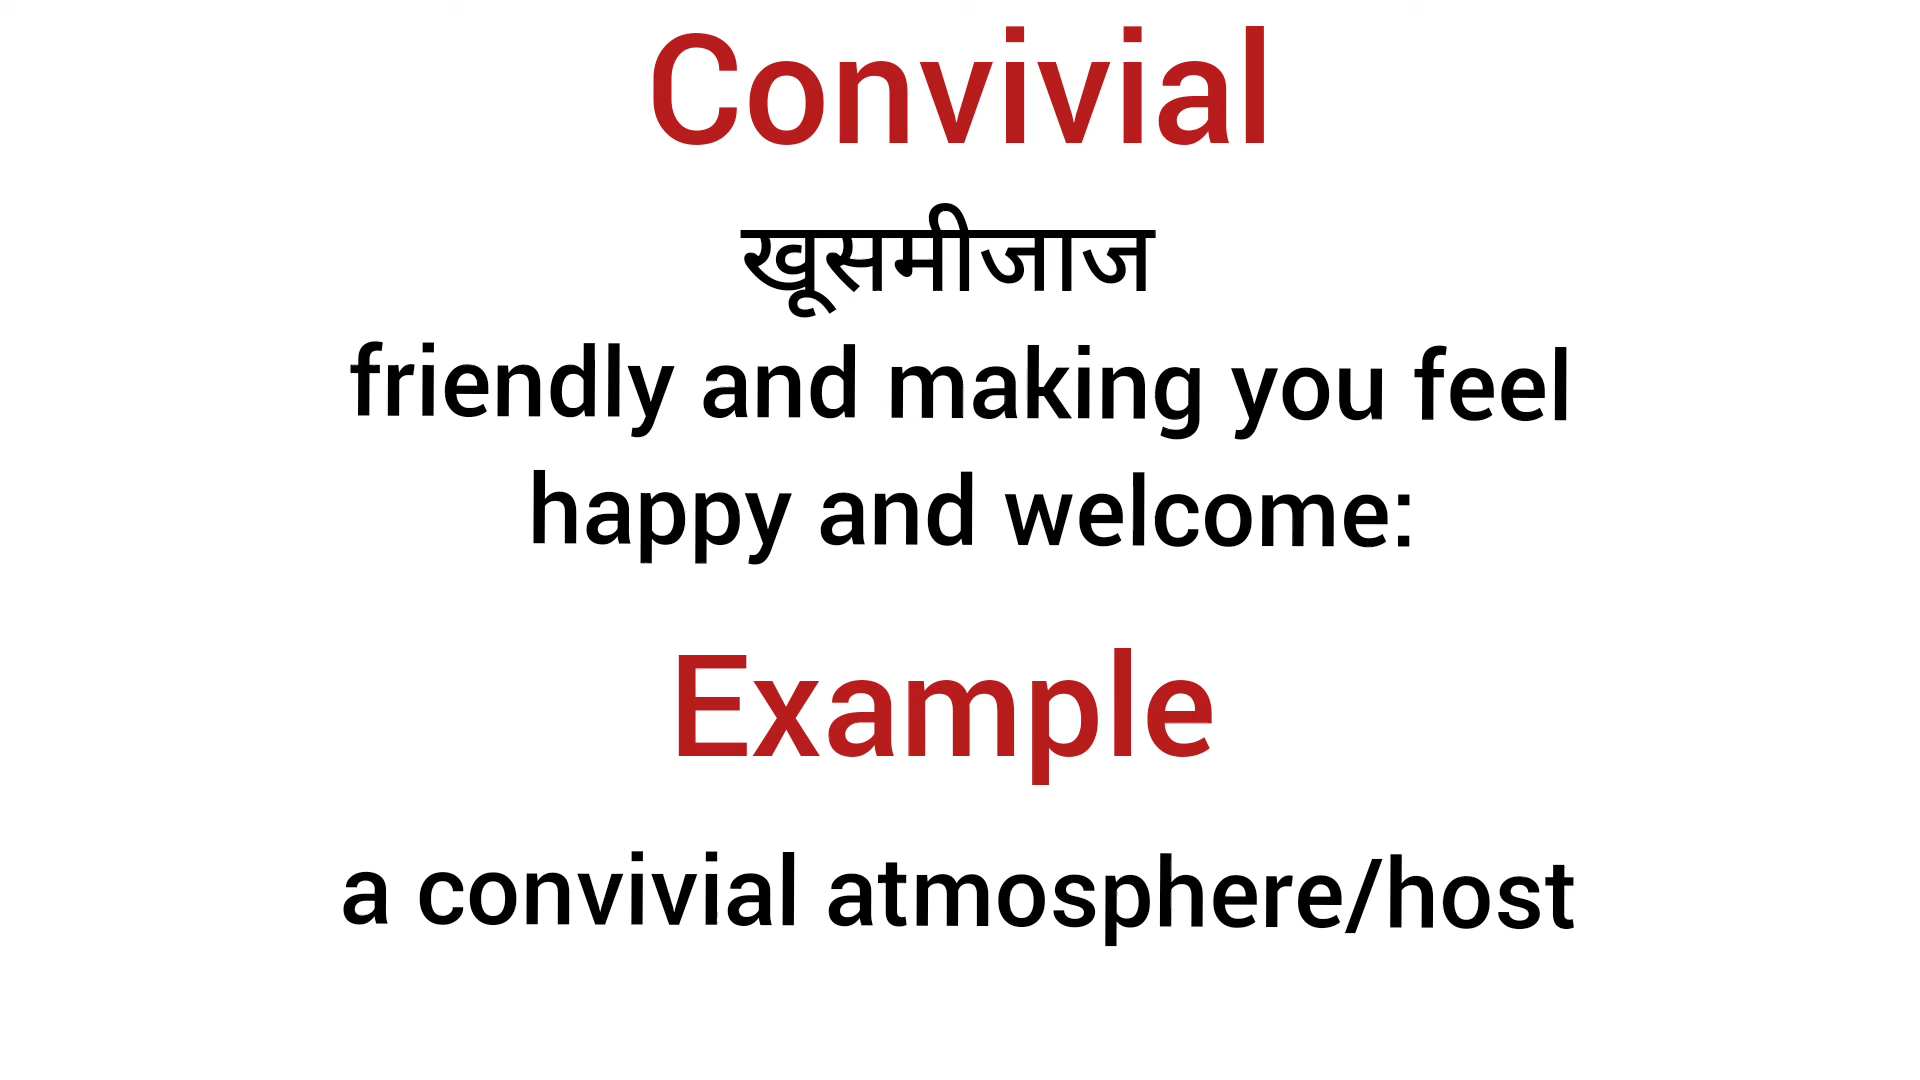 Convivial
खूसमीजाज
friendly and making you feel
happy and welcome:
Example
a convivial atmosphere/host